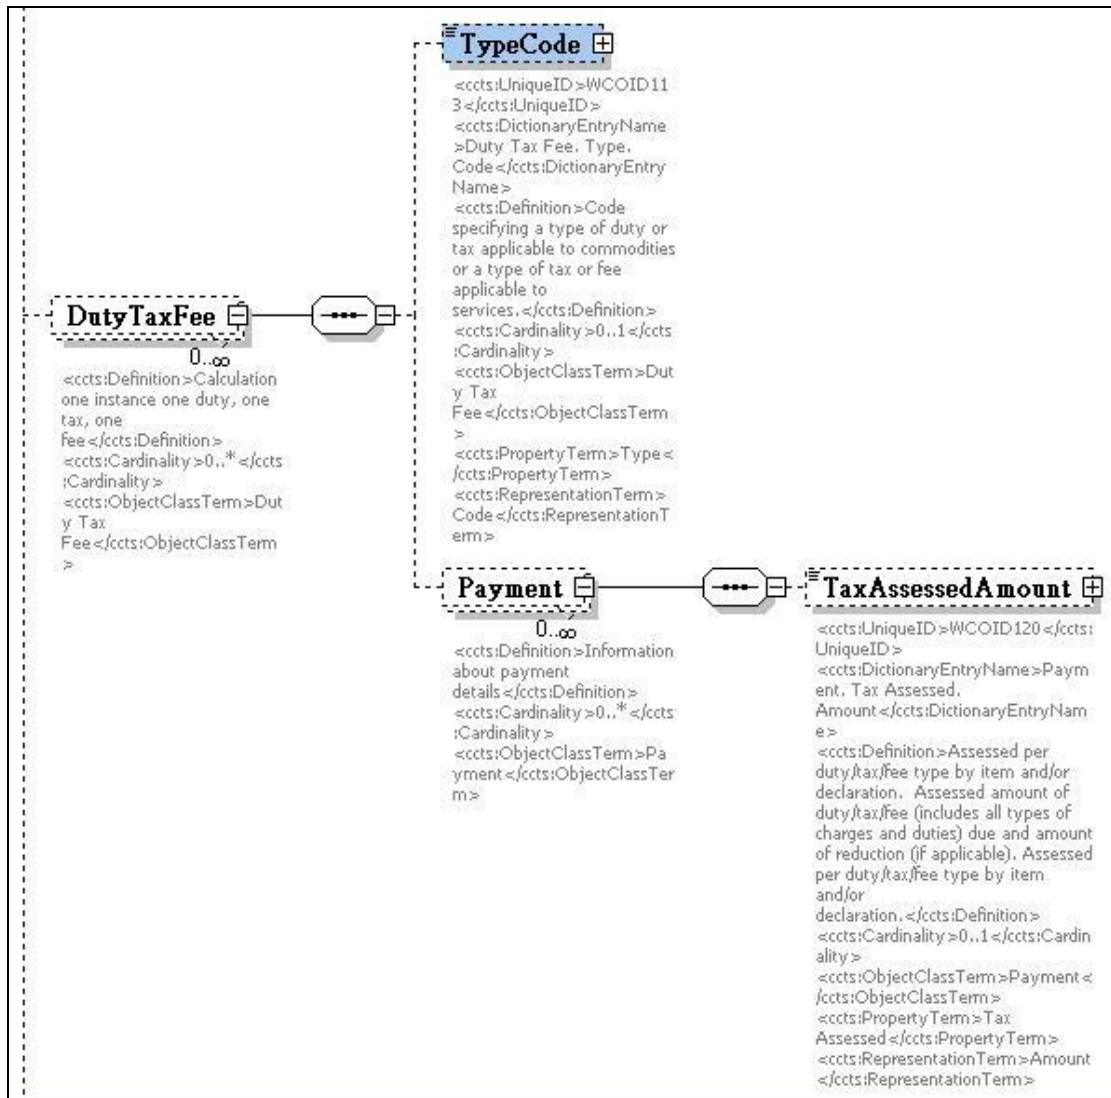 TypeCode
<ccts:UniqueID>WCOID11
3</ccts:UniqueID>
<ccts:DictionaryEntryName
>Duty Tax Fee. Type.
Code</ccts:DictionaryEntry
Name>
<ccts:Definition>Code
specifying a type of duty or
tax applicable to commodities
or a type of tax or fee
applicable to
services.</ccts:Definition>
<ccts:Cardinality>0..1</ccts
:Cardinality>
<ccts:ObjectClassTerm>Dut
y Tax
Fee</ccts:ObjectClassTerm
>
<ccts:PropertyTerm>Type<
/ccts:PropertyTerm>
<ccts:RepresentationTerm>
Code</ccts:RepresentationT
erm>
DutyTaxFee
0..∞
<ccts:Definition>Calculation
one instance one duty, one
tax, one
fee</ccts:Definition>
<ccts:Cardinality>0..*</ccts
:Cardinality>
<ccts:ObjectClassTerm>Dut
y Tax
Fee</ccts:ObjectClassTerm
>
Payment
0..∞
<ccts:Definition>Information
about payment
details</ccts:Definition>
<ccts:Cardinality>0..*</ccts
:Cardinality>
<ccts:ObjectClassTerm>Pa
yment</ccts:ObjectClassTer
m>
TaxAssessedAmount
<ccts:UniqueID>WCOID120</ccts:
UniqueID>
<ccts:DictionaryEntryName>Paym
ent. Tax Assessed.
Amount</ccts:DictionaryEntryNam
e>
<ccts:Definition>Assessed per
duty/tax/fee type by item and/or
declaration.  Assessed amount of
duty/tax/fee (includes all types of
charges and duties) due and amount
of reduction (if applicable). Assessed
per duty/tax/fee type by item
and/or
declaration.</ccts:Definition>
<ccts:Cardinality>0..1</ccts:Cardin
ality>
<ccts:ObjectClassTerm>Payment<
/ccts:ObjectClassTerm>
<ccts:PropertyTerm>Tax
Assessed</ccts:PropertyTerm>
<ccts:RepresentationTerm>Amount
</ccts:RepresentationTerm>